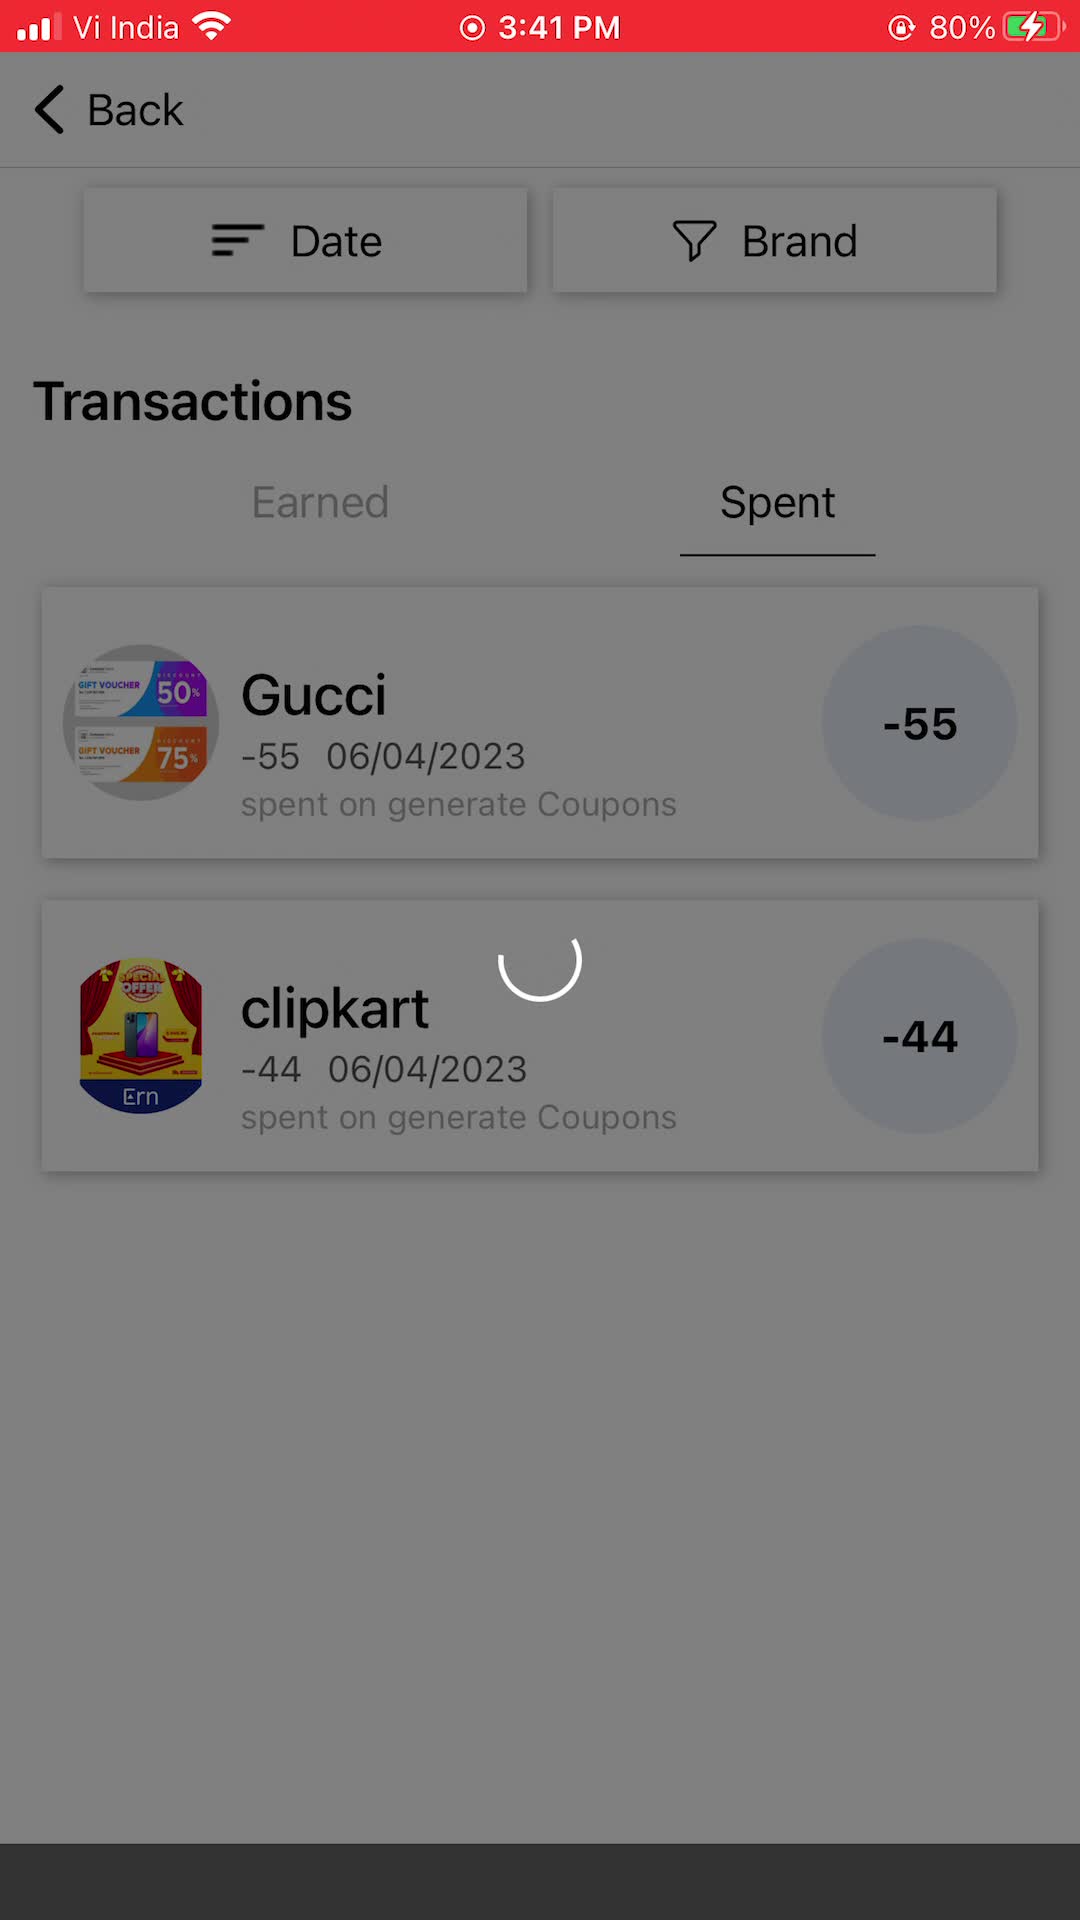 Vi India 3:41 PM 80%
Back
Date Brand
Transactions
Earned Spent
GIFT VOUCHER 50%
GIFT VOUCHER 75%
Gucci
-55 06/04/2023
spent on generate Coupons
-55
SPECIAL
OFFER
Ern
clipkart
-44 06/04/2023
spent on generate Coupons
-44